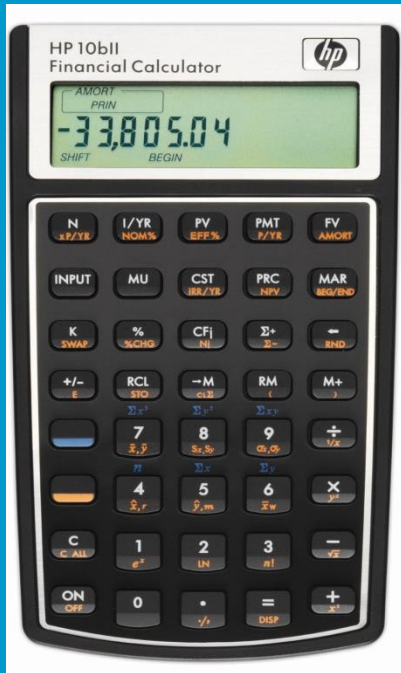 HP 10bII
Financial Calculator
hp
AMORT
PRIN
-33,805.04
SHIFT BEGIN
N I/YR PV PMT FV
xP/YR NOM% EFF% P/YR AMORT
INPUT MU CST PRC MAR
IRR/YR NPV BEG/END
K % CFj Σ+ ←
SWAP %CHG Nj Σ− RND
+/− RCL →M RM M+
E STO CLΣ ( )
Σx² Σy² Σxy
7 8 9 ÷
x̄,ȳ Sx,Sy σx,σy 1/x
n Σx Σy
4 5 6 ×
x̂,r ŷ,m x̄w yˣ
C 1 2 3 −
C ALL eˣ LN n! √x
ON 0 · = +
OFF ·/, DISP x²